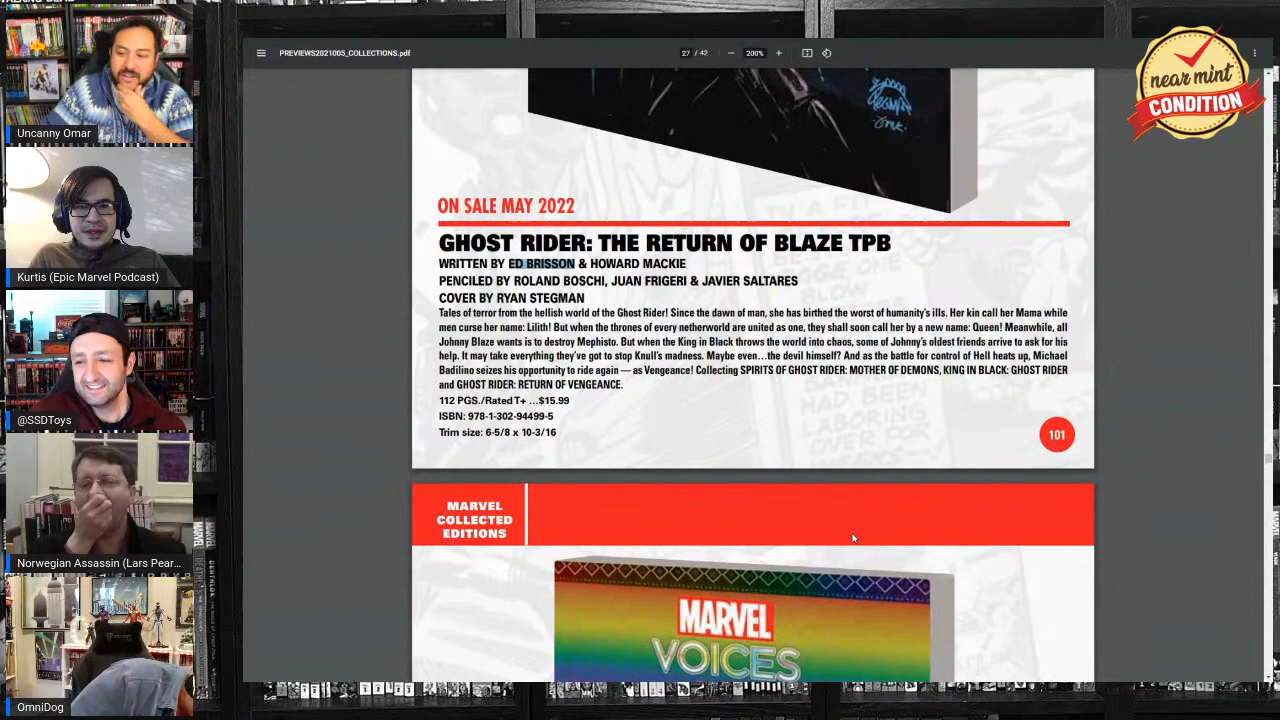 PREVIEWS2021005_COLLECTIONS.pdf
27 / 42
200%
near mint
CONDITION
Uncanny Omar
Kurtis (Epic Marvel Podcast)
@SSDToys
Norwegian Assassin (Lars Pear...
OmniDog
ON SALE MAY 2022
GHOST RIDER: THE RETURN OF BLAZE TPB
WRITTEN BY ED BRISSON & HOWARD MACKIE
PENCILED BY ROLAND BOSCHI, JUAN FRIGERI & JAVIER SALTARES
COVER BY RYAN STEGMAN
Tales of terror from the hellish world of the Ghost Rider! Since the dawn of man, she has birthed the worst of humanity's ills. Her kin call her Mama while
men curse her name: Lilith! But when the thrones of every netherworld are united as one, they shall soon call her by a new name: Queen! Meanwhile, all
Johnny Blaze wants is to destroy Mephisto. But when the King in Black throws the world into chaos, some of Johnny's oldest friends arrive to ask for his
help. It may take everything they've got to stop Knull's madness. Maybe even…the devil himself? And as the battle for control of Hell heats up, Michael
Badilino seizes his opportunity to ride again — as Vengeance! Collecting SPIRITS OF GHOST RIDER: MOTHER OF DEMONS, KING IN BLACK: GHOST RIDER
and GHOST RIDER: RETURN OF VENGEANCE.
112 PGS./Rated T+ …$15.99
ISBN: 978-1-302-94499-5
Trim size: 6-5/8 x 10-3/16
101
MARVEL
COLLECTED
EDITIONS
MARVEL
VOICES